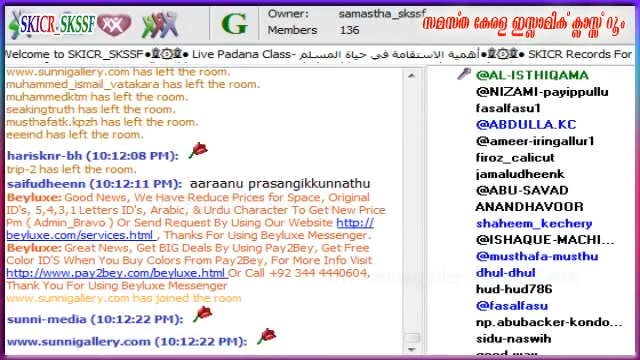 SKICR.SKSSF
G
Owner: samastha_skssf
Members 136
സമസ്ത കേരള ഇസ്ലാമിക് ക്ലാസ്സ് റൂം
Welcome to SKICR_SKSSF Live Padana Class- أهمية الاستقامة في حياة المسلم SKICR Records For
www.sunnigallery.com has left the room.
muhammed_ismail_vatakara has left the room.
muhammedktm has left the room.
seakingtruth has left the room.
musthafatk.kpzh has left the room.
eeeind has left the room.
harisknr-bh (10:12:08 PM):
trip-2 has left the room.
saifudheenn (10:12:11 PM): aaraanu prasangikkunnathu
Beyluxe: Good News, We Have Reduce Prices for Space, Original
ID's, 5,4,3,1 Letters ID's, Arabic, & Urdu Character To Get New Price
Pm ( Admin_Bravo ) Or Send Request By Using Our Website http://
beyluxe.com/services.html , Thanks For Using Beyluxe Messenger.
Beyluxe: Great News, Get BIG Deals By Using Pay2Bey, Get Free
Color ID'S When You Buy Colors From Pay2Bey, For More Info Visit
http://www.pay2bey.com/beyluxe.html Or Call +92 344 4440604,
Thank You For Using Beyluxe Messenger
www.sunnigallery.com has joined the room
sunni-media (10:12:22 PM):
www.sunnigallery.com (10:12:22 PM):
@AL-ISTHIQAMA
@NIZAMI-payippullu
fasalfasu1
@ABDULLA.KC
@ameer-iringallur1
firoz_calicut
jamaludheenk
@ABU-SAVAD
ANANDHAVOOR
shaheem_kechery
@ISHAQUE-MACHI...
@musthafa-musthu
dhul-dhul
hud-hud786
@fasalfasu
np.abubacker-kondo...
sidu-naswih